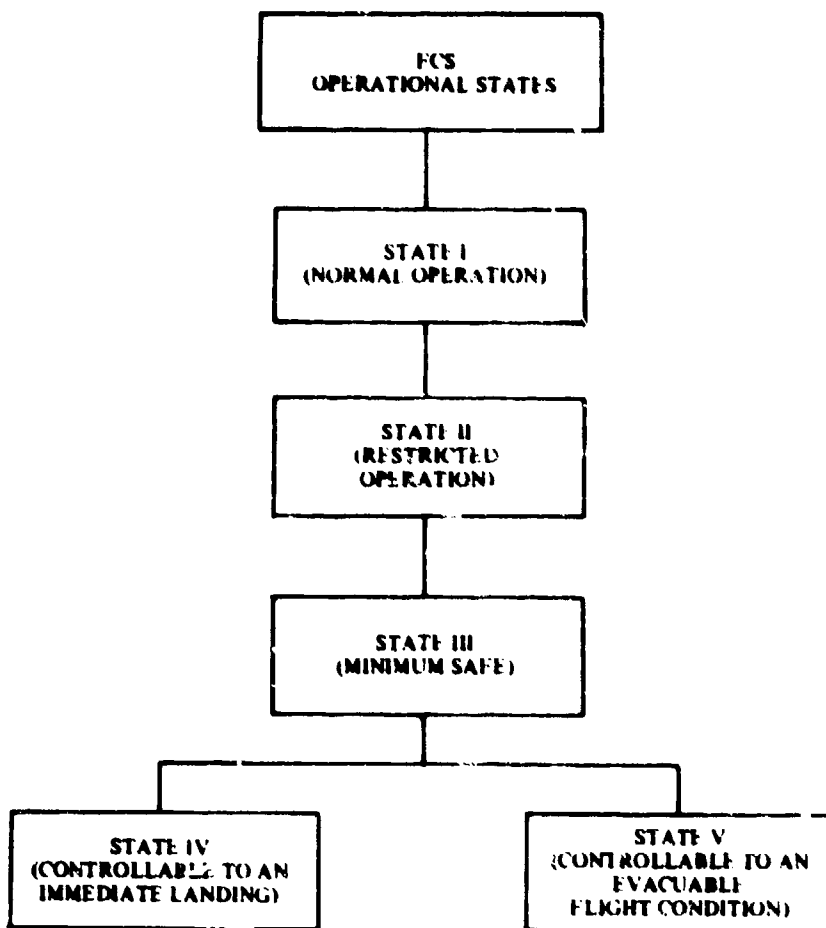 FCS
OPERATIONAL STATES
STATE I
(NORMAL OPERATION)
STATE II
(RESTRICTED
OPERATION)
STATE III
(MINIMUM SAFE)
STATE IV
(CONTROLLABLE TO AN
IMMEDIATE LANDING)
STATE V
(CONTROLLABLE TO AN
EVACUABLE
FLIGHT CONDITION)